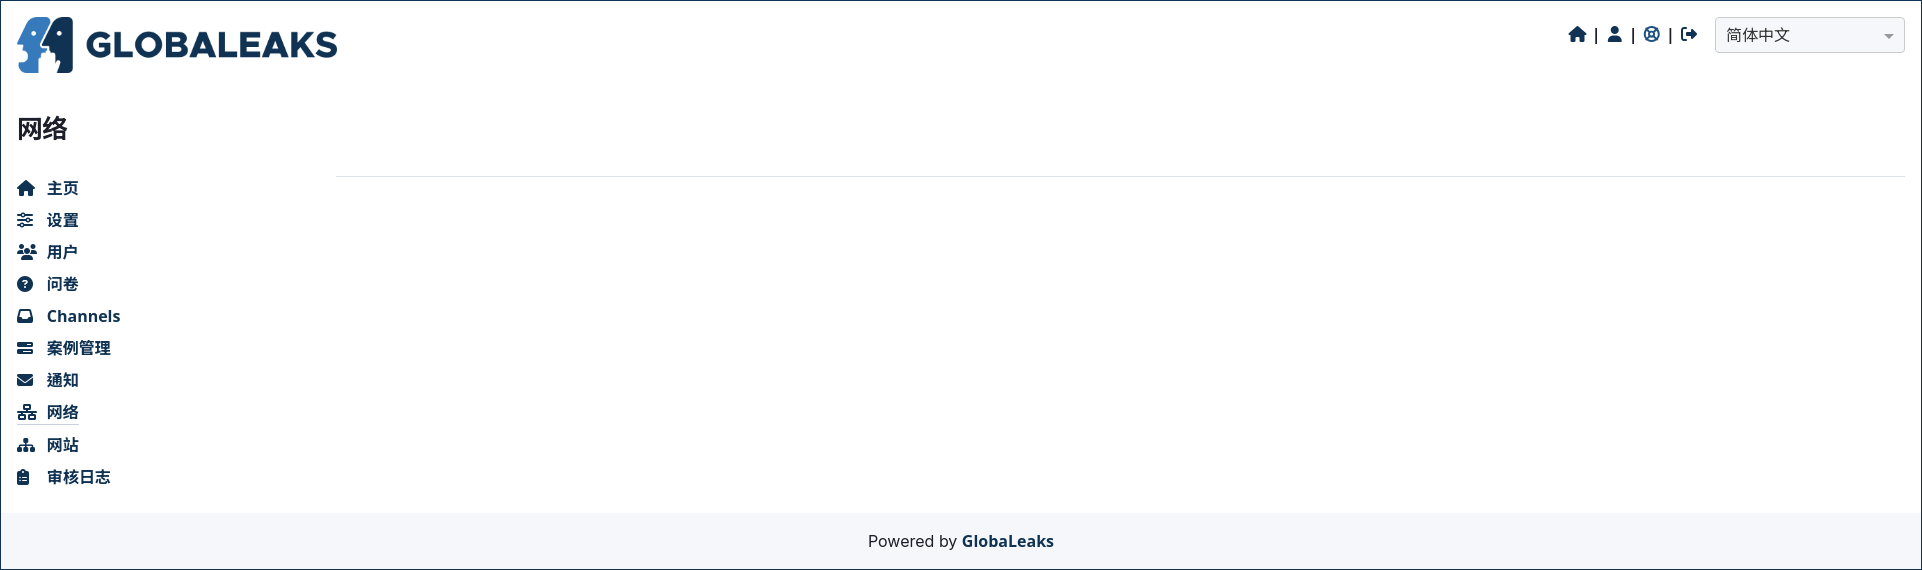 GLOBALEAKS
| | | 简体中文
网络
主页
设置
用户
问卷
Channels
案例管理
通知
网络
网站
审核日志
Powered by GlobaLeaks